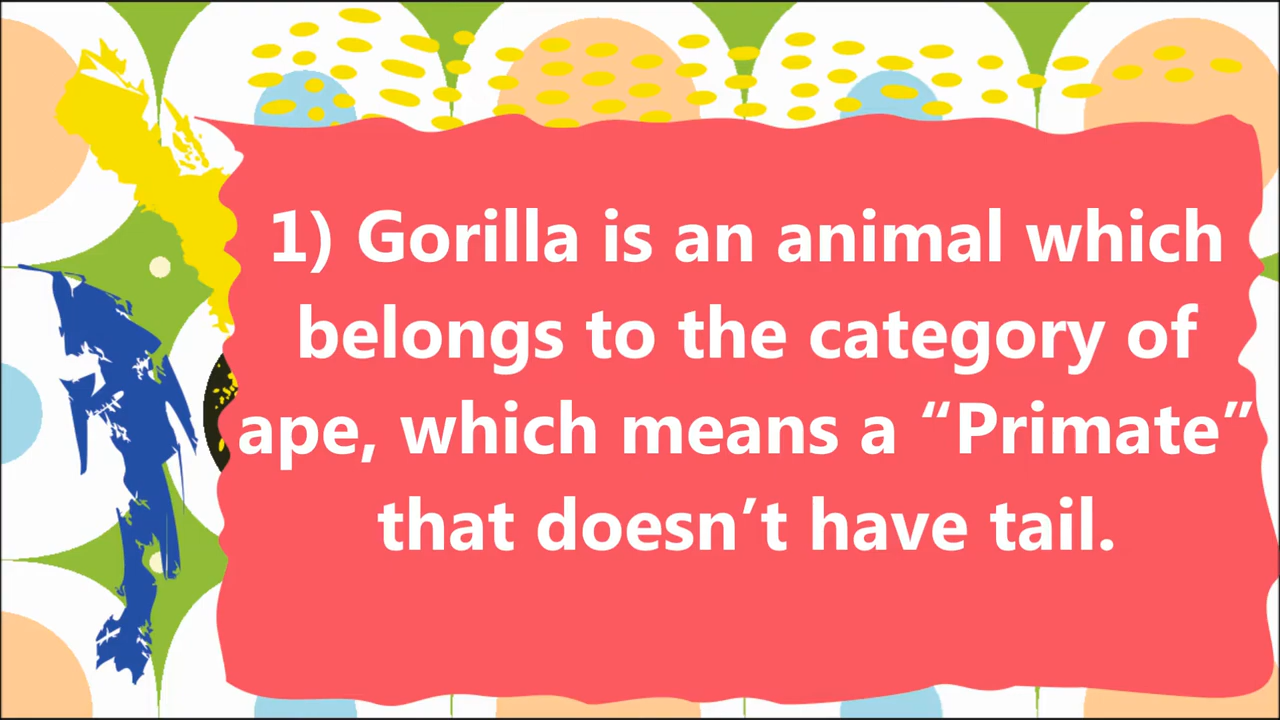 1) Gorilla is an animal which
belongs to the category of
ape, which means a “Primate”
that doesn’t have tail.